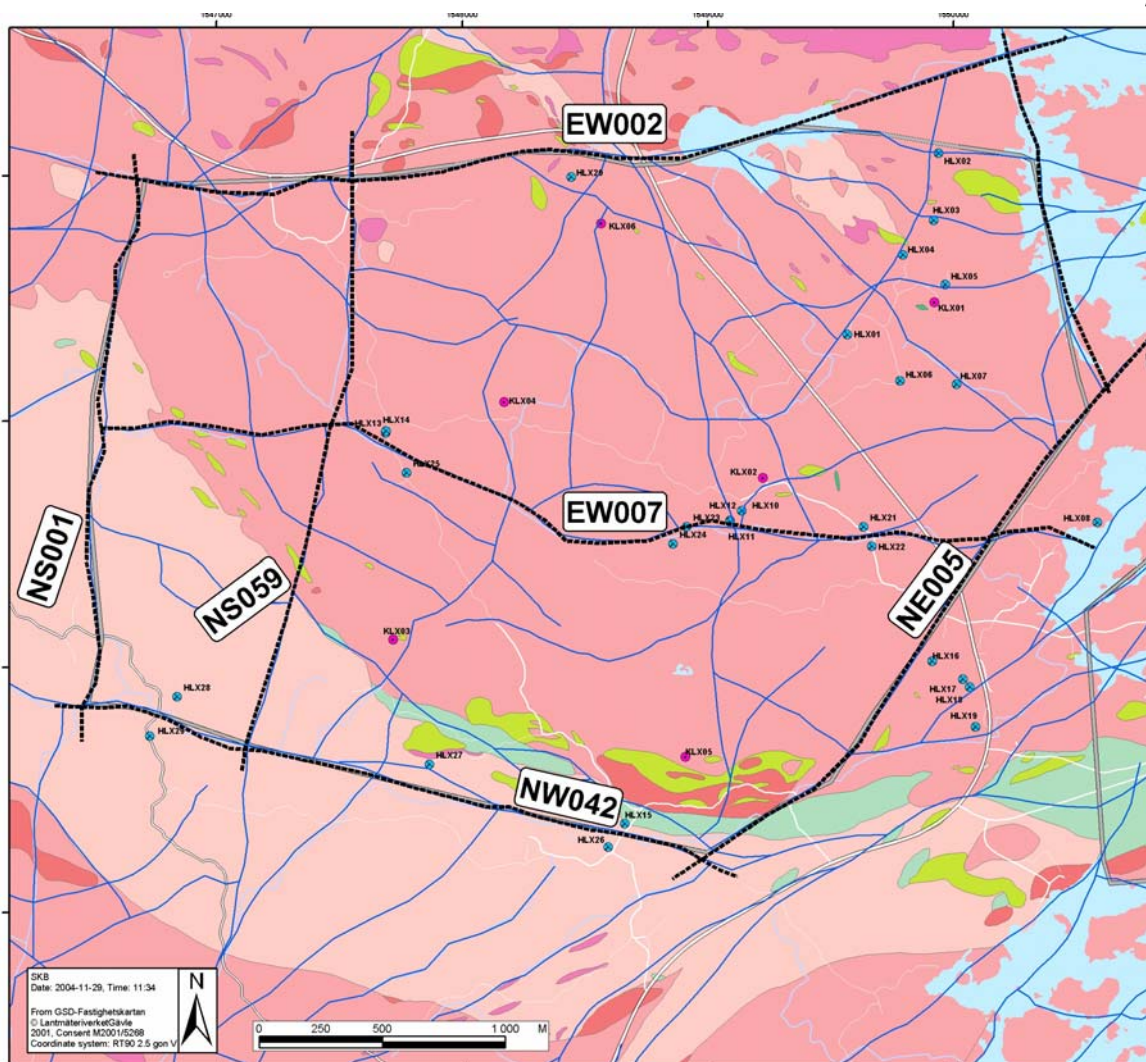 1547000 1548000 1549000 1550000
EW002
HLX02
HLX20
HLX03
KLX06
HLX04
HLX05
KLX01
HLX01
HLX06
HLX07
KLX04
HLX13 HLX14
HLX25
KLX02
EW007
HLX12 HLX10
HLX23
HLX11
HLX24
HLX21
HLX22
HLX08
NS001
NS059
NE005
KLX03
HLX16
HLX17
HLX18
HLX28
HLX19
HLX29
KLX05
HLX27
NW042
HLX15
HLX26
SKB
Date: 2004-11-29, Time: 11:34
From GSD-Fastighetskartan
© LantmäteriverketGävle
2001, Consent M2001/5268
Coordinate system: RT90 2.5 gon V
N
0 250 500 1 000 M